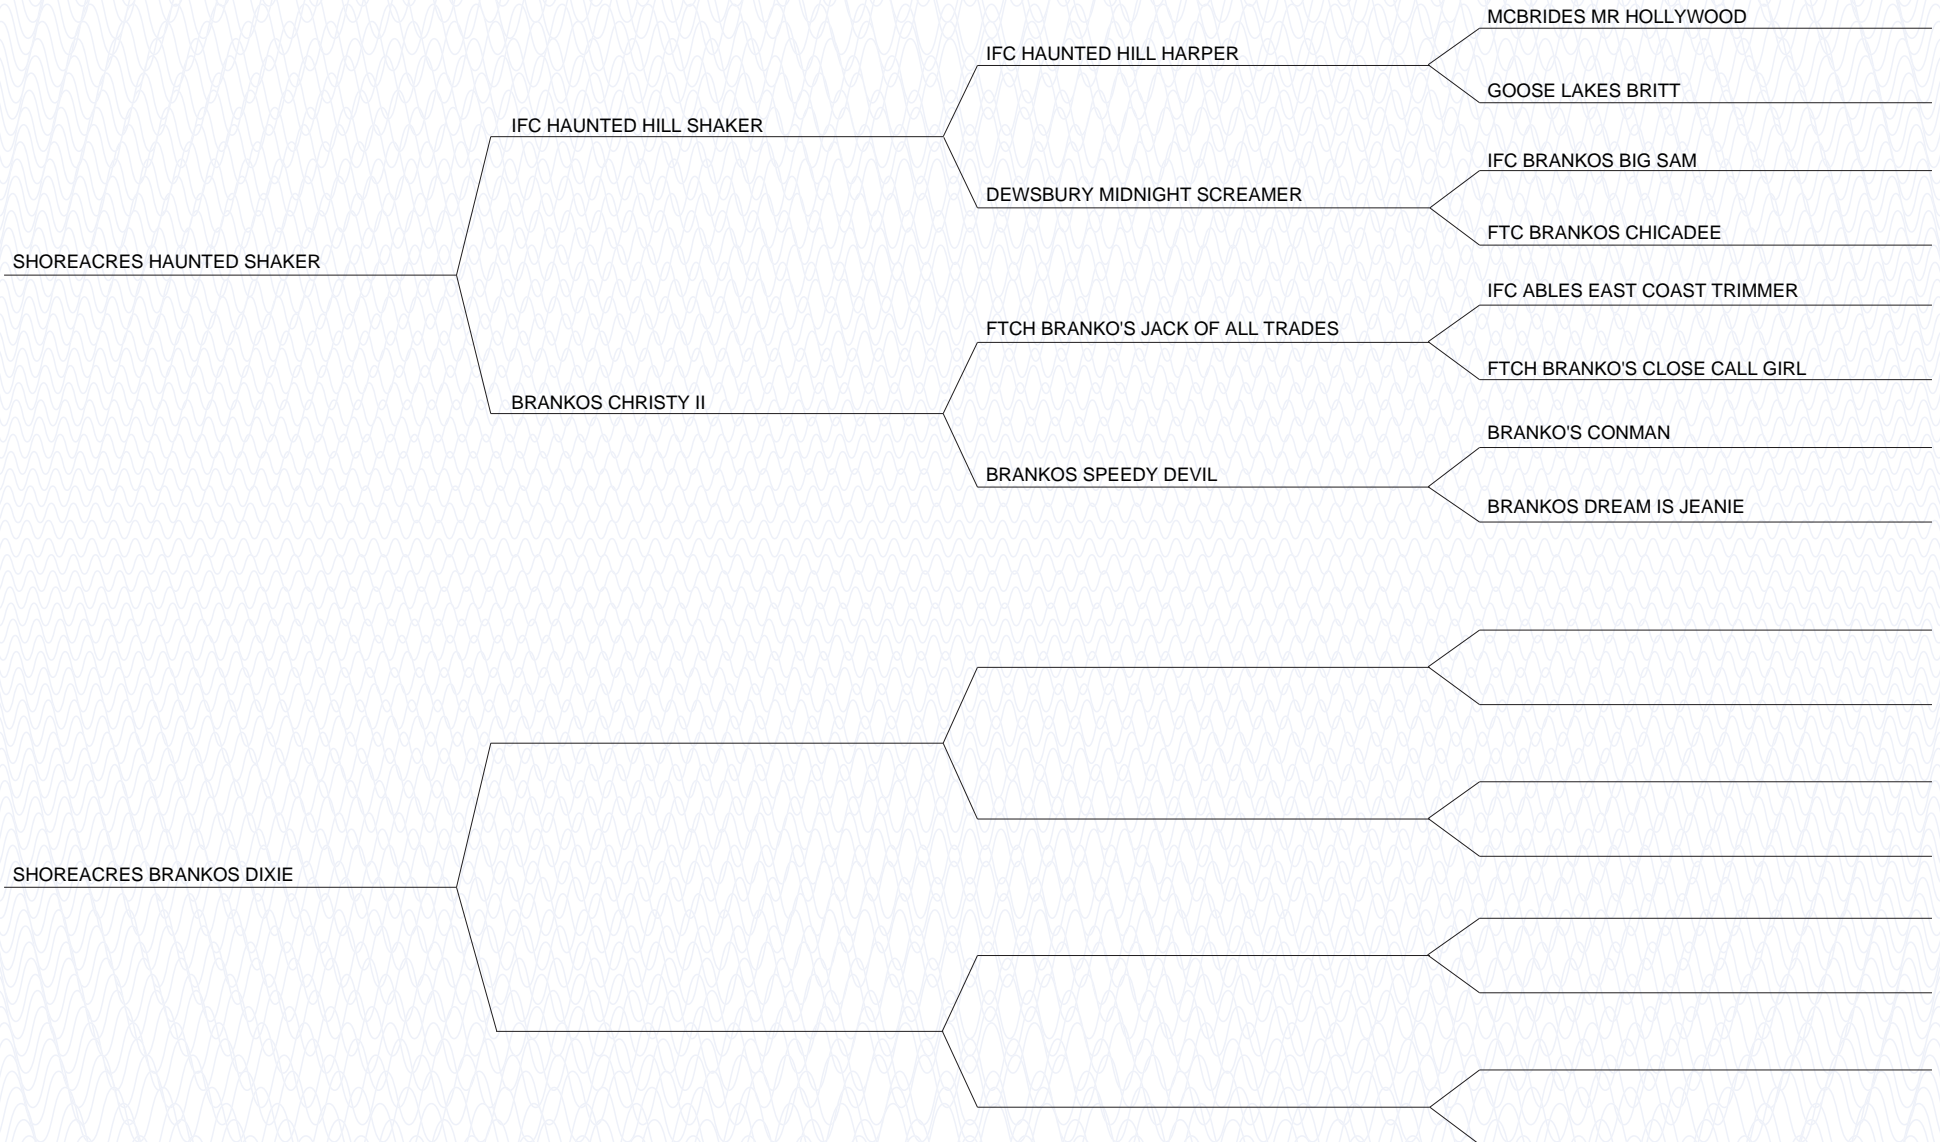 MCBRIDES MR HOLLYWOOD
IFC HAUNTED HILL HARPER
GOOSE LAKES BRITT
IFC HAUNTED HILL SHAKER
IFC BRANKOS BIG SAM
DEWSBURY MIDNIGHT SCREAMER
FTC BRANKOS CHICADEE
SHOREACRES HAUNTED SHAKER
IFC ABLES EAST COAST TRIMMER
FTCH BRANKO'S JACK OF ALL TRADES
FTCH BRANKO'S CLOSE CALL GIRL
BRANKOS CHRISTY II
BRANKO'S CONMAN
BRANKOS SPEEDY DEVIL
BRANKOS DREAM IS JEANIE
SHOREACRES BRANKOS DIXIE